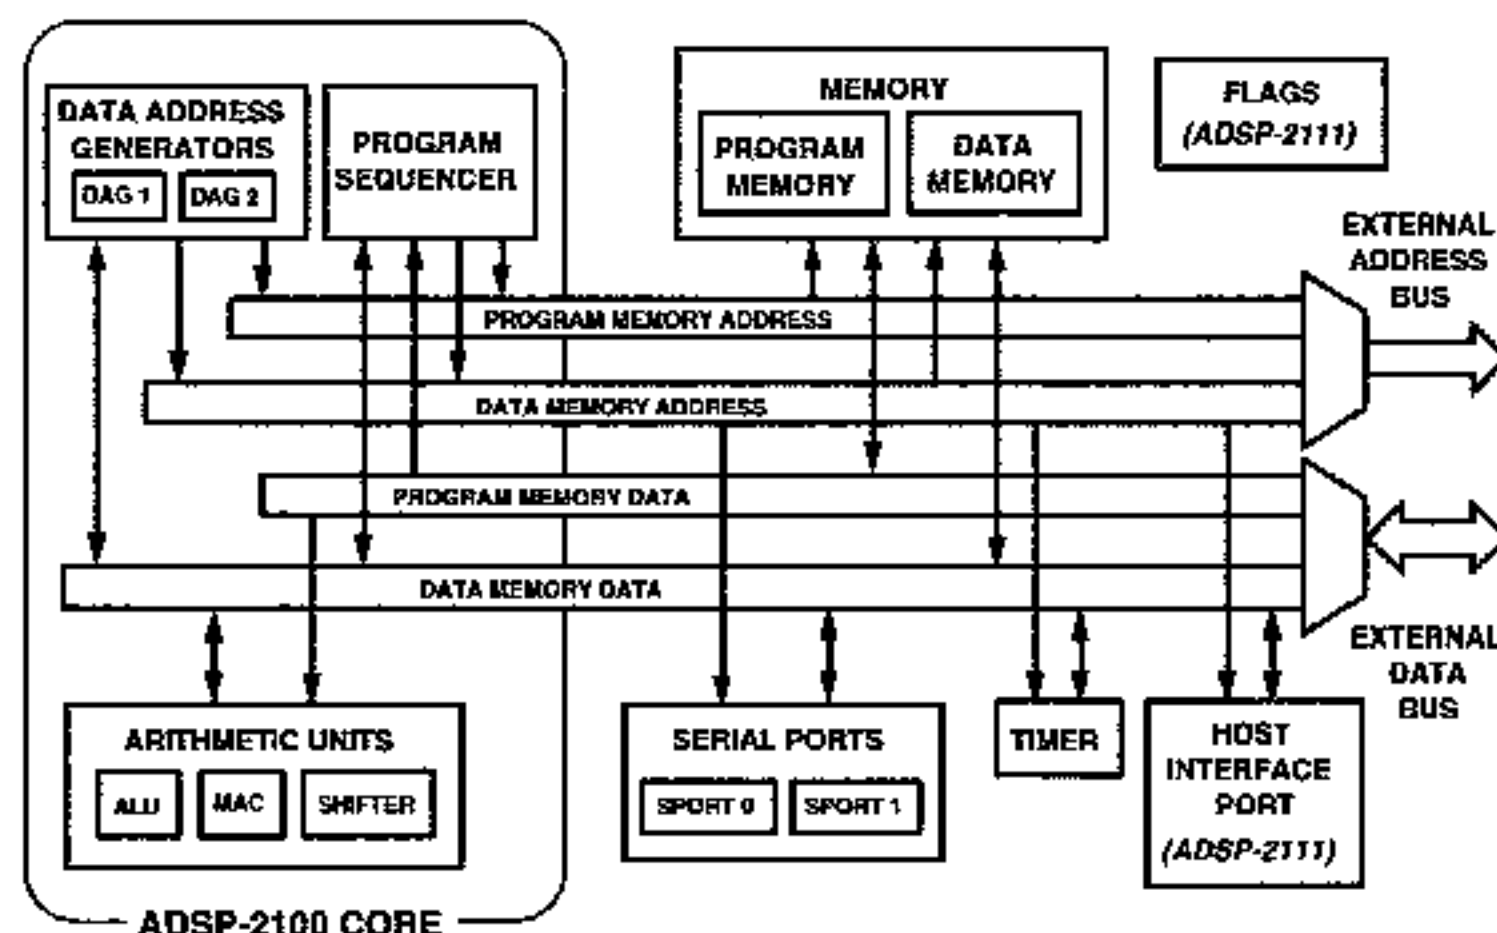 DATA ADDRESS
GENERATORS
DAG 1
DAG 2
PROGRAM
SEQUENCER
MEMORY
PROGRAM
MEMORY
DATA
MEMORY
FLAGS
(ADSP-2111)
EXTERNAL
ADDRESS
BUS
PROGRAM MEMORY ADDRESS
DATA MEMORY ADDRESS
PROGRAM MEMORY DATA
DATA MEMORY DATA
EXTERNAL
DATA
BUS
ARITHMETIC UNITS
ALU
MAC
SHIFTER
SERIAL PORTS
SPORT 0
SPORT 1
TIMER
HOST
INTERFACE
PORT
(ADSP-2111)
ADSP-2100 CORE